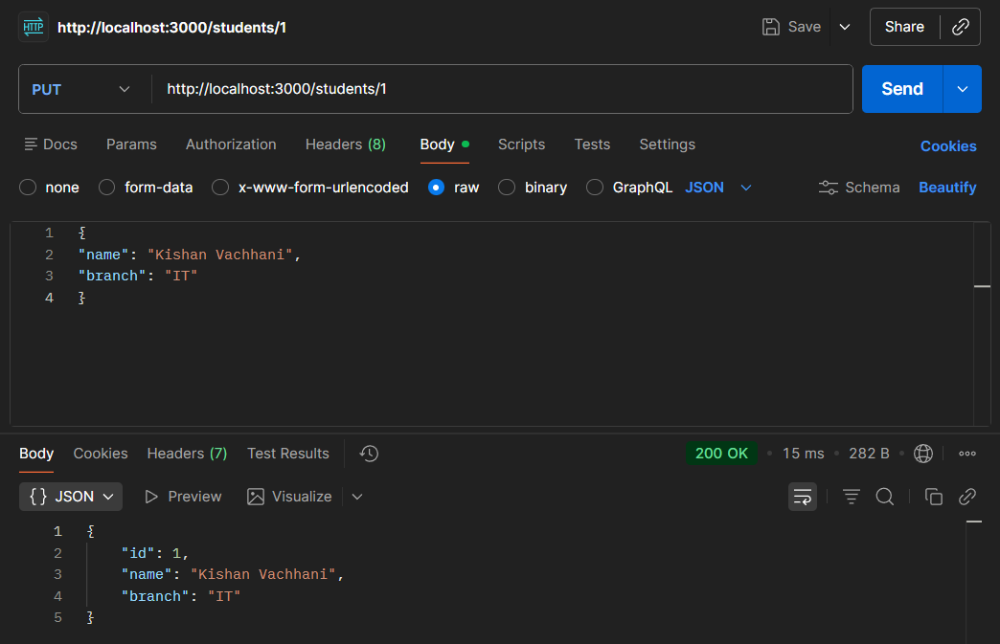 HTTP http://localhost:3000/students/1 Save Share
PUT http://localhost:3000/students/1 Send
Docs Params Authorization Headers (8) Body Scripts Tests Settings Cookies
none form-data x-www-form-urlencoded raw binary GraphQL JSON Schema Beautify
1 {
2 "name": "Kishan Vachhani",
3 "branch": "IT"
4 }
Body Cookies Headers (7) Test Results 200 OK • 15 ms • 282 B •
{} JSON Preview Visualize
1 {
2 "id": 1,
3 "name": "Kishan Vachhani",
4 "branch": "IT"
5 }